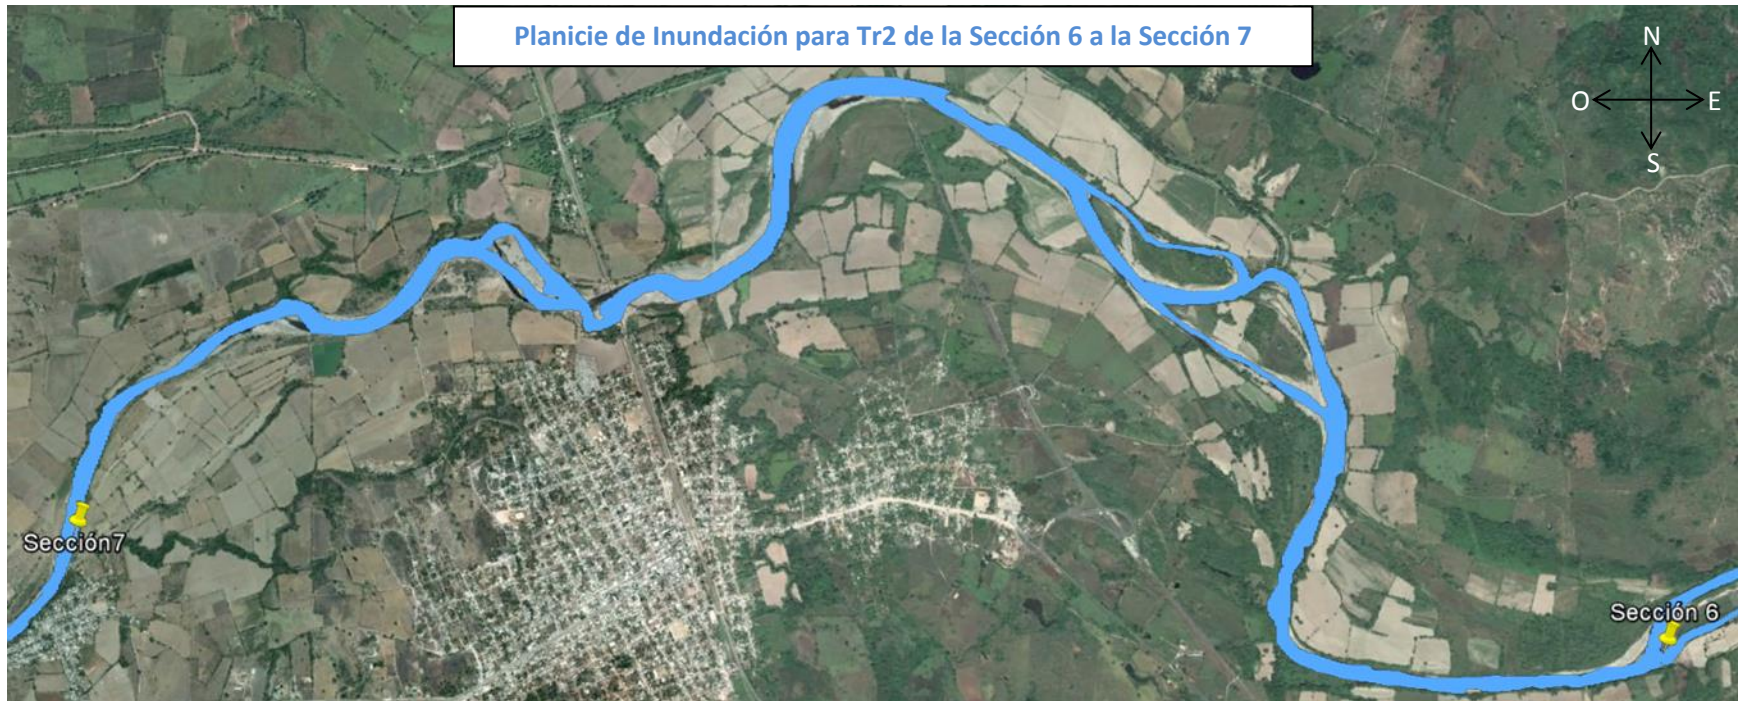 Planicie de Inundación para Tr2 de la Sección 6 a la Sección 7
N
O E
S
Sección7
Sección 6